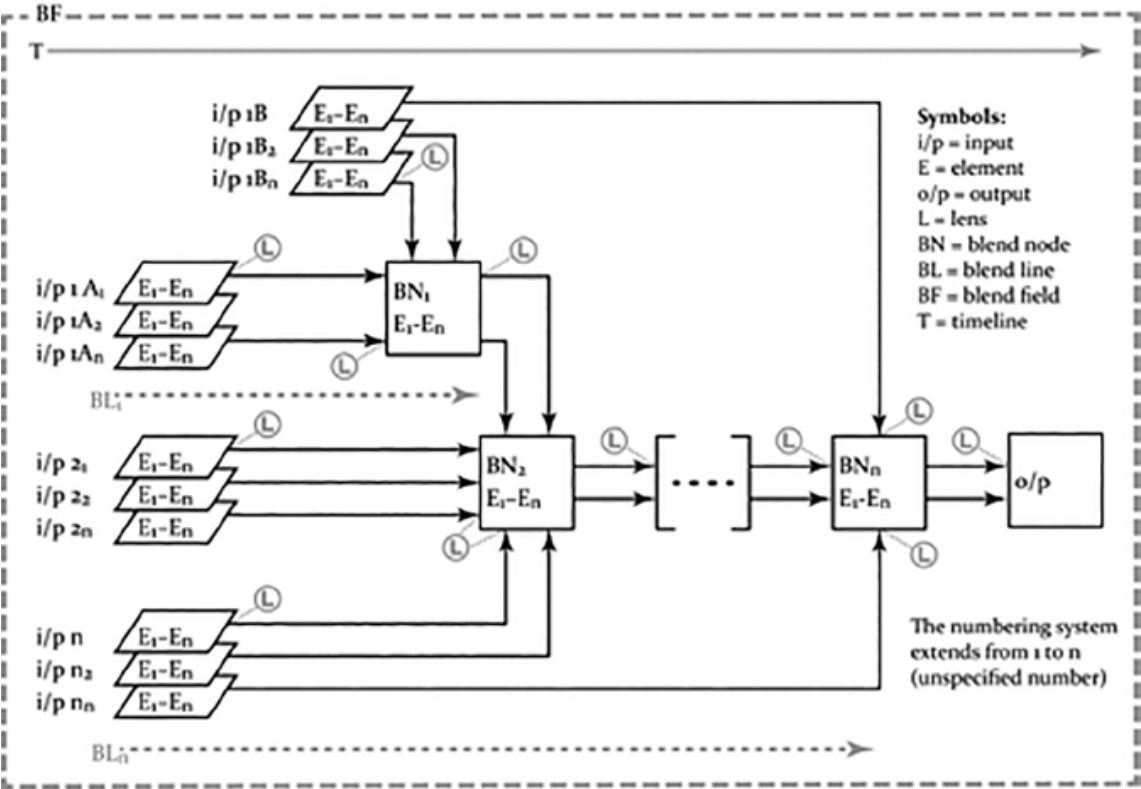 BF
T
i/p 1B E₁-Eₙ
i/p 1B₂ E₁-Eₙ
i/p 1Bₙ E₁-Eₙ
L
Symbols:
i/p = input
E = element
o/p = output
L = lens
BN = blend node
BL = blend line
BF = blend field
T = timeline
L
L
i/p 1 A₁ E₁-Eₙ
i/p 1A₂ E₁-Eₙ
i/p 1Aₙ E₁-Eₙ
BN₁
E₁-Eₙ
L
BL₁
L
L
L
L
L
i/p 2₁ E₁-Eₙ
i/p 2₂ E₁-Eₙ
i/p 2ₙ E₁-Eₙ
BN₂
E₁-Eₙ
....
BNₙ
E₁-Eₙ
o/p
L
L
L
i/p n E₁-Eₙ
i/p n₂ E₁-Eₙ
i/p nₙ E₁-Eₙ
The numbering system
extends from 1 to n
(unspecified number)
BLₙ